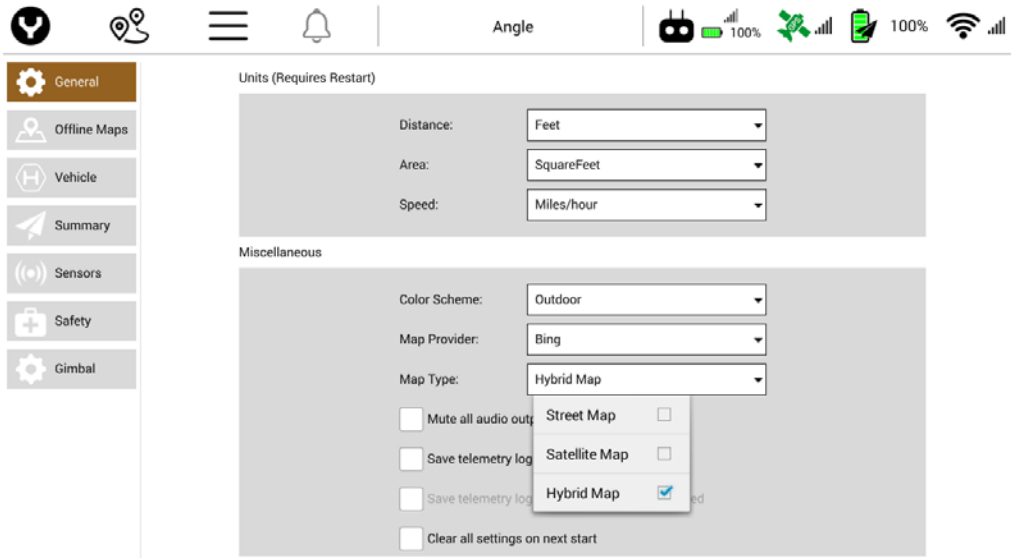 Angle
100%
100%
General
Offline Maps
Vehicle
Summary
Sensors
Safety
Gimbal
Units (Requires Restart)
Distance: Feet
Area: SquareFeet
Speed: Miles/hour
Miscellaneous
Color Scheme: Outdoor
Map Provider: Bing
Map Type: Hybrid Map
Street Map
Satellite Map
Hybrid Map
Mute all audio outp
Save telemetry log
Save telemetry log ed
Clear all settings on next start